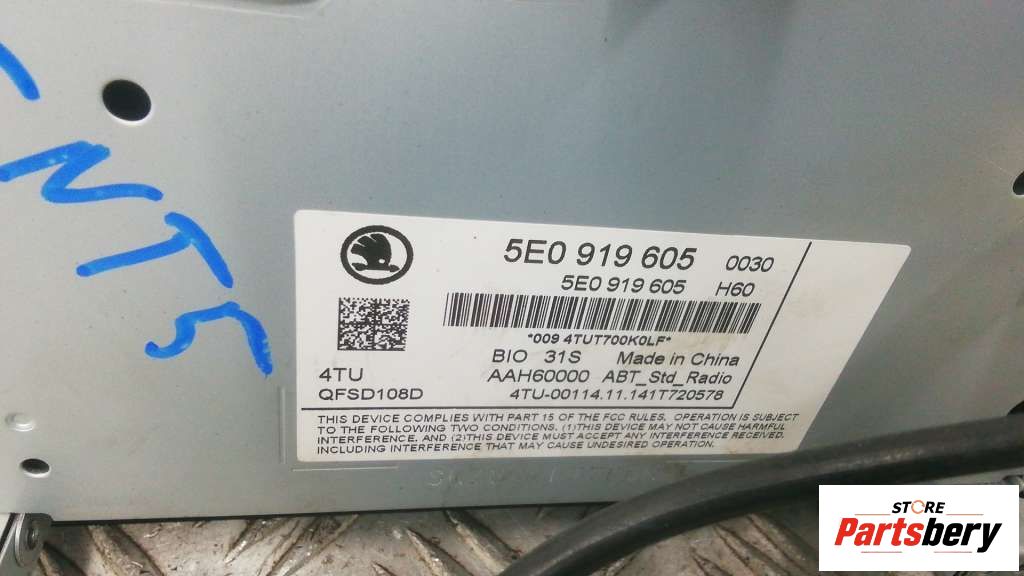 NT5
5E0 919 605 0030
5E0 919 605 H60
*009 4TUT700K0LF*
BIO 31S Made in China
4TU AAH60000 ABT_Std_Radio
QFSD108D 4TU-00114.11.141T720578
THIS DEVICE COMPLIES WITH PART 15 OF THE FCC RULES, OPERATION IS SUBJECT
TO THE FOLLOWING TWO CONDITIONS. (1)THIS DEVICE MAY NOT CAUSE HARMFUL
INTERFERENCE. AND (2)THIS DEVICE MUST ACCEPT ANY INTERFERENCE RECEIVED.
INCLUDING INTERFERENCE THAT MAY CAUSE UNDESIRED OPERATION.
STORE
Partsbery